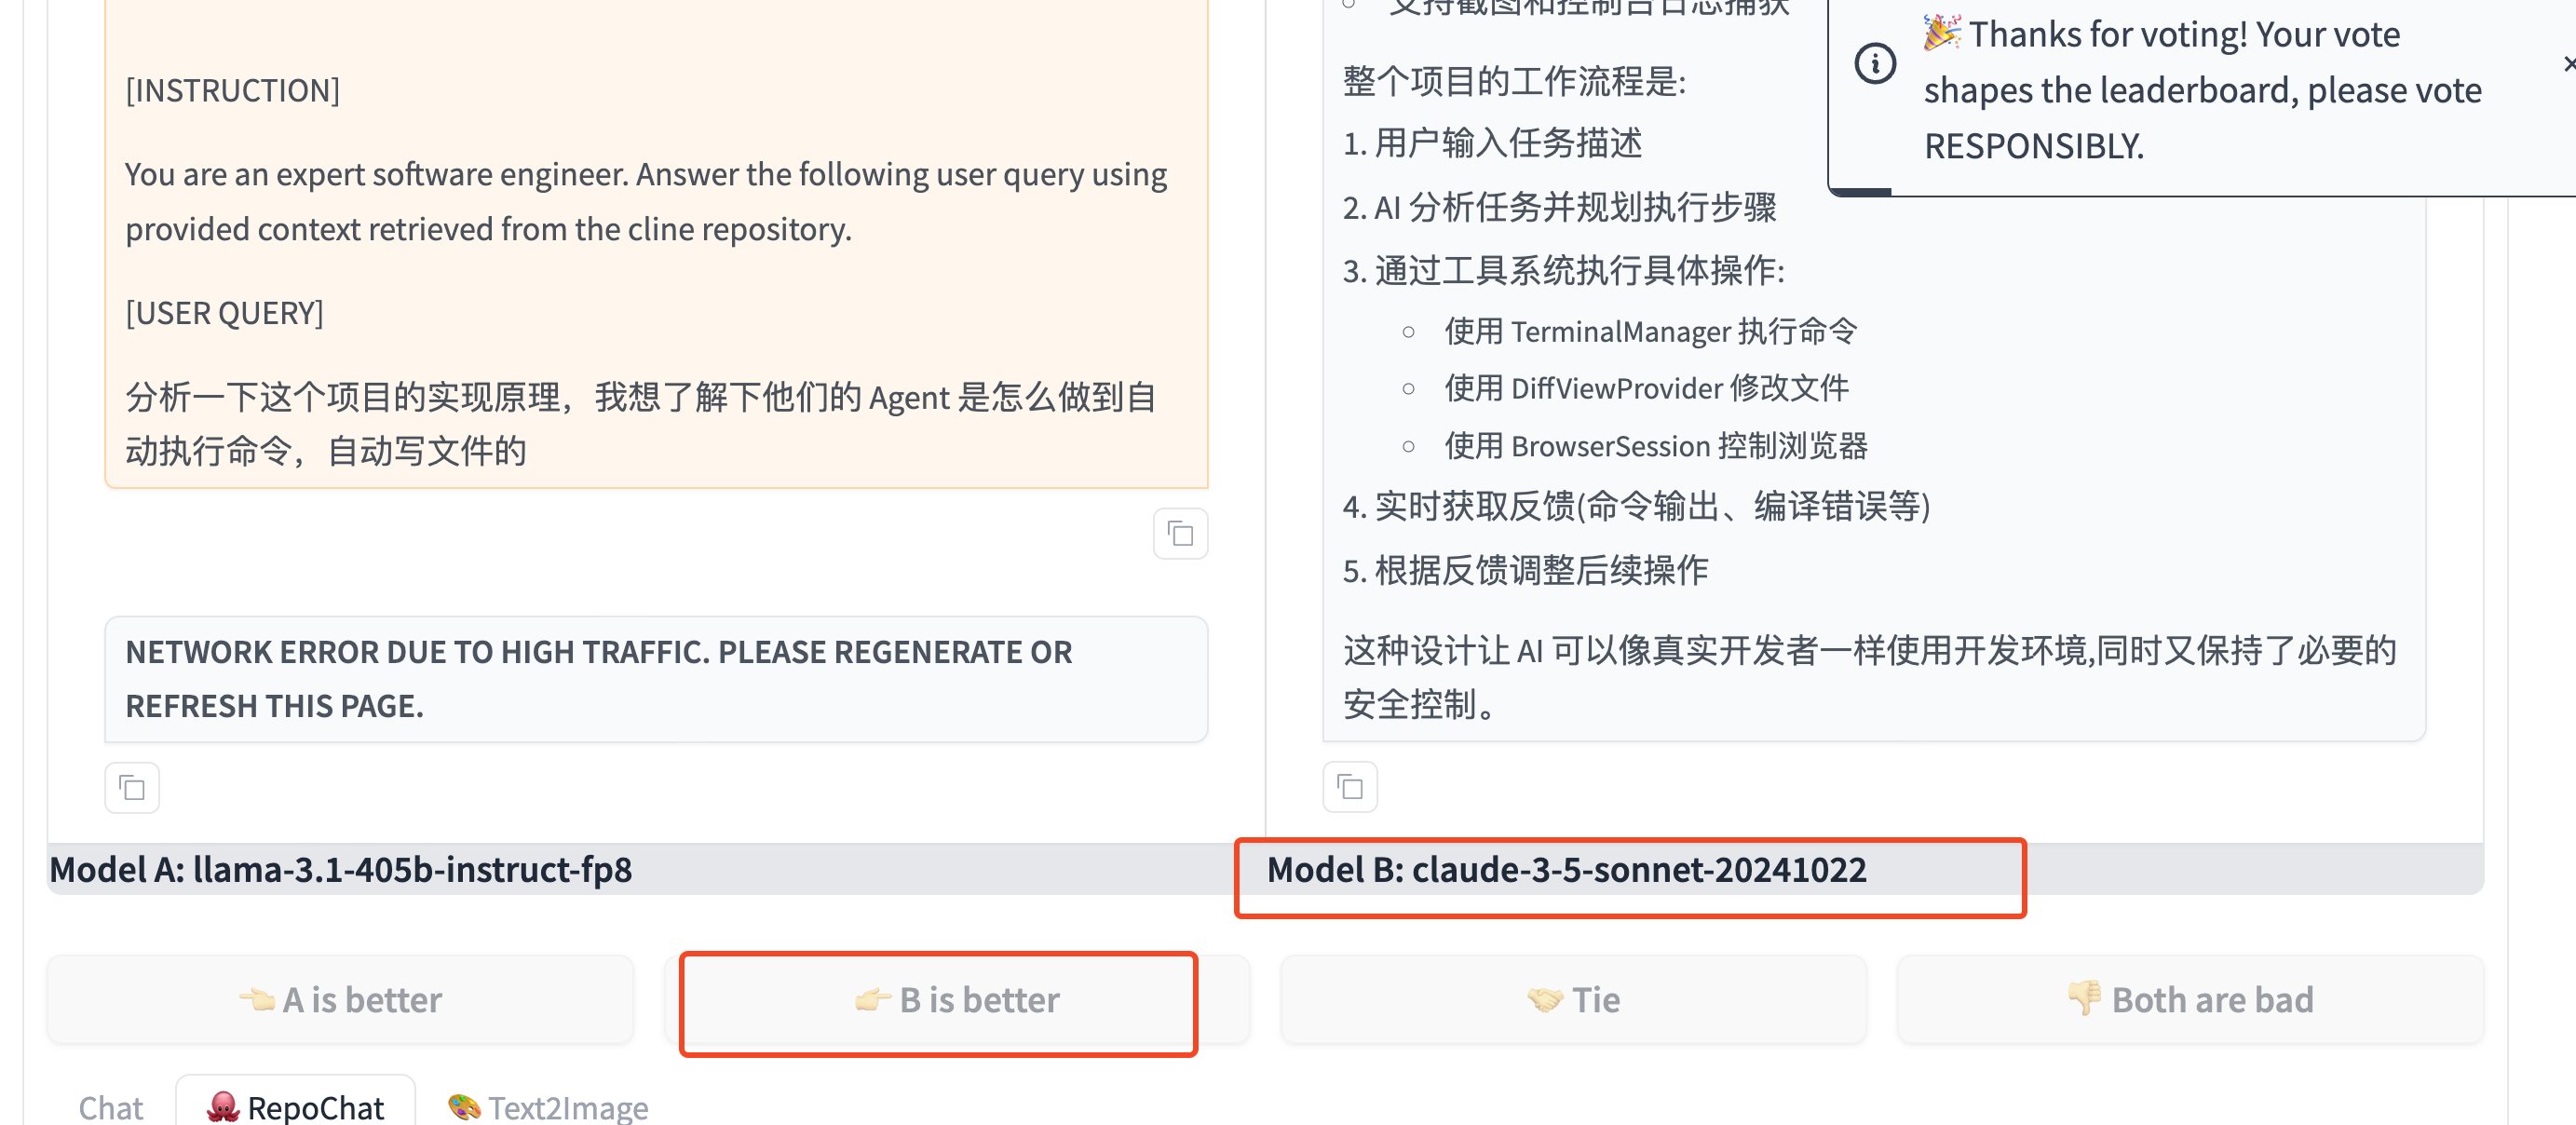 [INSTRUCTION]
You are an expert software engineer. Answer the following user query using
provided context retrieved from the cline repository.
[USER QUERY]
分析一下这个项目的实现原理，我想了解下他们的 Agent 是怎么做到自
动执行命令，自动写文件的
NETWORK ERROR DUE TO HIGH TRAFFIC. PLEASE REGENERATE OR
REFRESH THIS PAGE.
支持截图和控制台日志捕获
整个项目的工作流程是:
1. 用户输入任务描述
2. AI 分析任务并规划执行步骤
3. 通过工具系统执行具体操作:
使用 TerminalManager 执行命令
使用 DiffViewProvider 修改文件
使用 BrowserSession 控制浏览器
4. 实时获取反馈(命令输出、编译错误等)
5. 根据反馈调整后续操作
这种设计让 AI 可以像真实开发者一样使用开发环境,同时又保持了必要的
安全控制。
🎉 Thanks for voting! Your vote
shapes the leaderboard, please vote
RESPONSIBLY.
Model A: llama-3.1-405b-instruct-fp8
Model B: claude-3-5-sonnet-20241022
👈 A is better
👉 B is better
🤝 Tie
👎 Both are bad
Chat
🐙 RepoChat
🎨 Text2Image